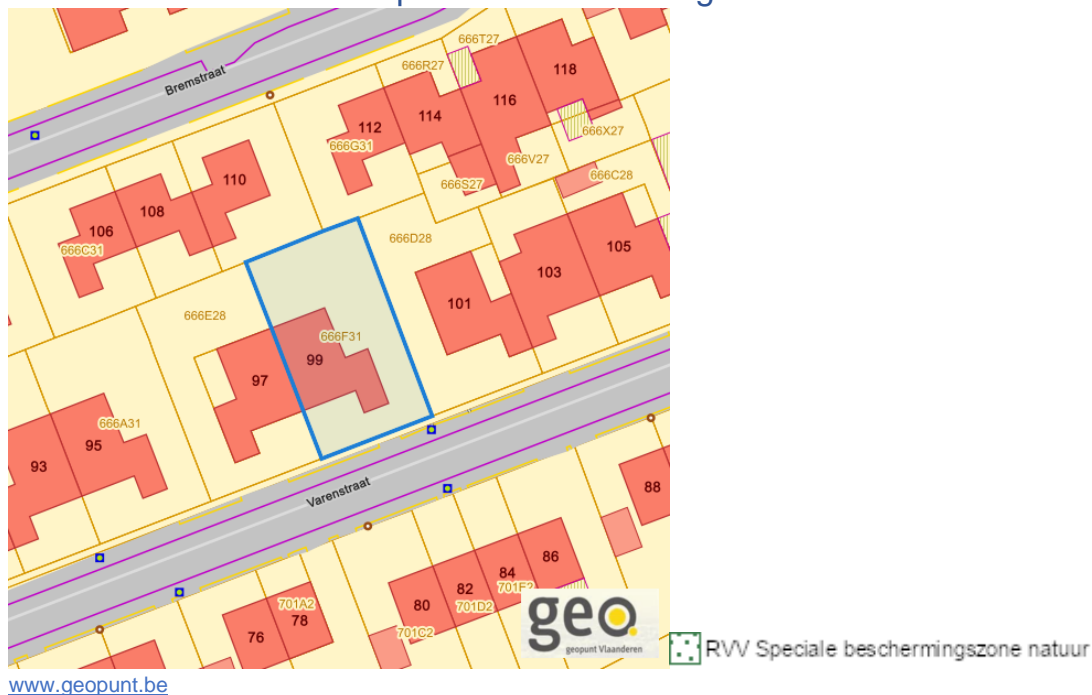 Bremstraat
666T27
666R27
118
116
114
112
666G31
666X27
666V27
666S27
666C28
110
108
106
666C31
666D28
105
103
101
666E28
666F31
99
97
666A31
95
93
Varenstraat
88
86
84
82
80
701F2
701D2
701C2
701A2
78
76
geo.
geopunt Vlaanderen
RVV Speciale beschermingszone natuur
www.geopunt.be